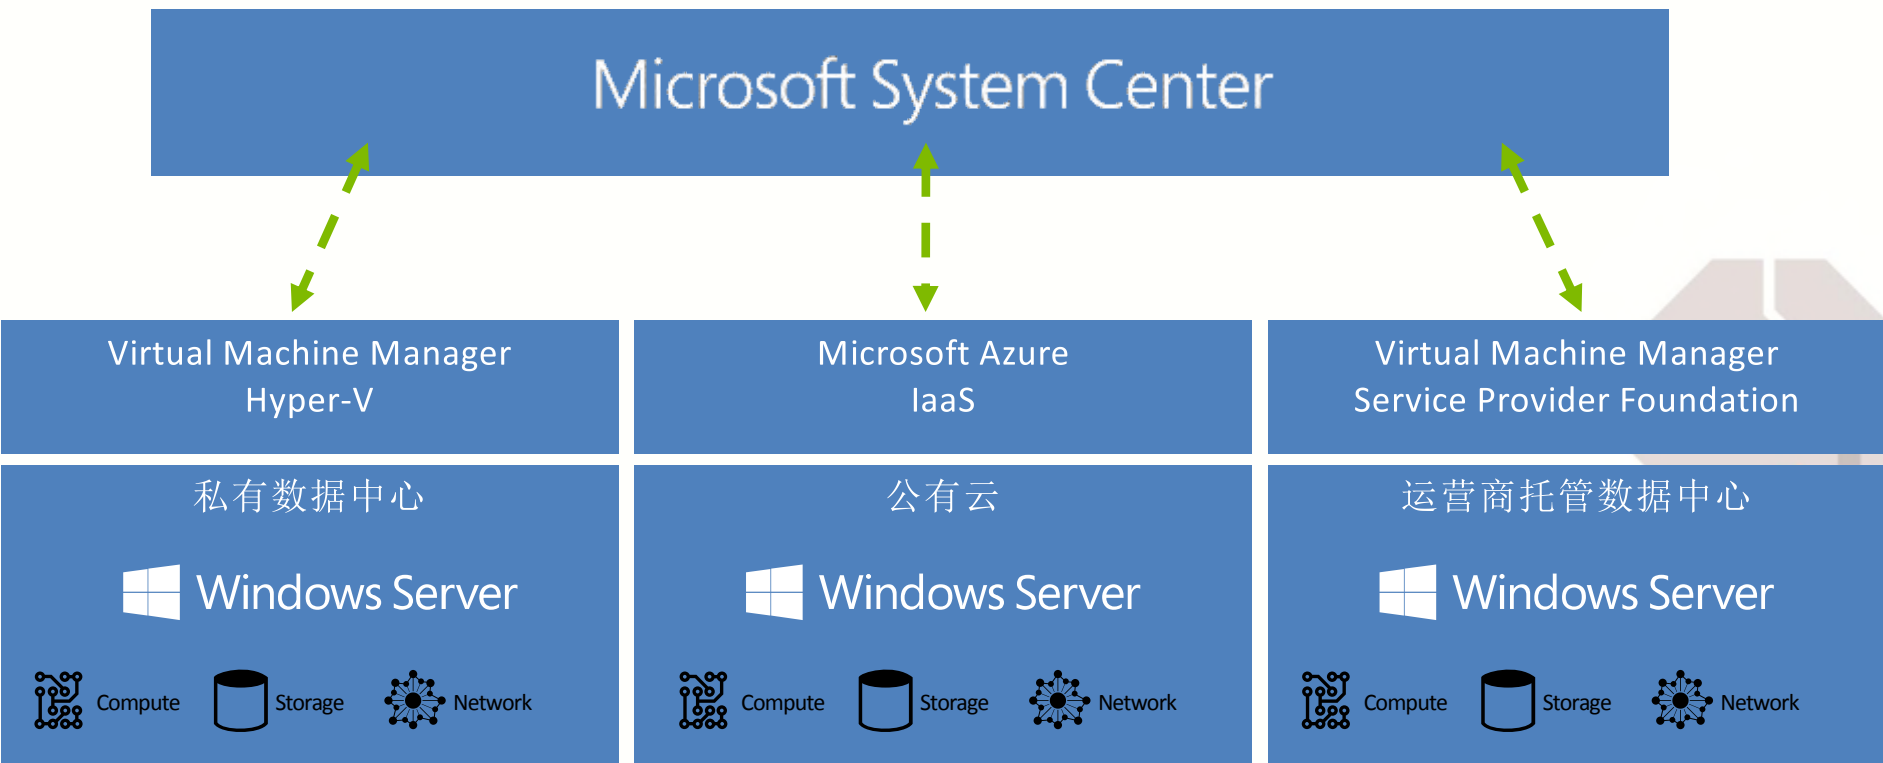 Microsoft System Center
Virtual Machine Manager
Hyper-V
Microsoft Azure
IaaS
Virtual Machine Manager
Service Provider Foundation
私有数据中心
Windows Server
Compute
Storage
Network
公有云
Windows Server
Compute
Storage
Network
运营商托管数据中心
Windows Server
Compute
Storage
Network